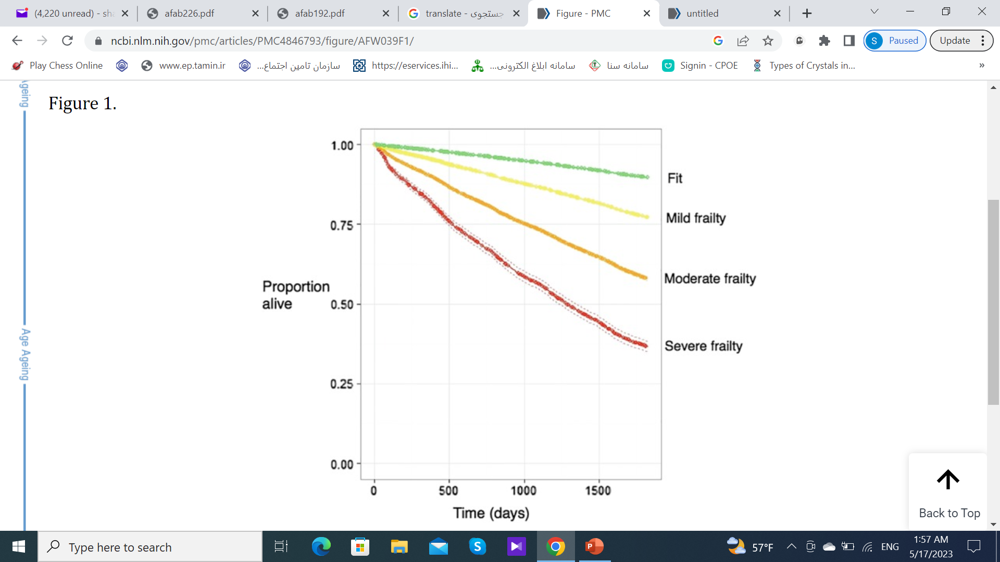 (4,220 unread) - sha
afab226.pdf
afab192.pdf
translate - جستجوی
Figure - PMC
untitled
ncbi.nlm.nih.gov/pmc/articles/PMC4846793/figure/AFW039F1/
S
Paused
Update
Play Chess Online
www.ep.tamin.ir
سازمان تامین اجتماع...
https://eservices.ihi...
سامانه ابلاغ الکترونی...
سامانه سنا
Signin - CPOE
Types of Crystals in...
»
Ageing
Age Ageing
Figure 1.
1.00
0.75
0.50
0.25
0.00
Proportion
alive
Fit
Mild frailty
Moderate frailty
Severe frailty
0 500 1000 1500
Time (days)
Back to Top
Type here to search
57°F
ENG
1:57 AM
5/17/2023